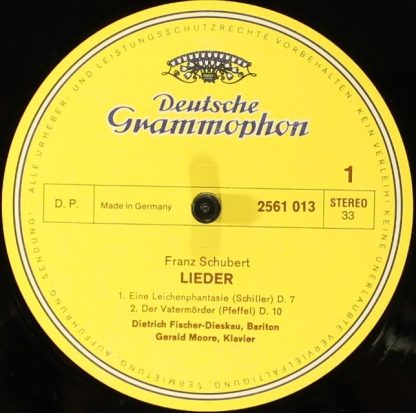 · ALLE URHEBER- UND LEISTUNGSSCHUTZRECHTE VORBEHALTEN · KEIN VERLEIH! KEINE UNERLAUBTE VERVIELFÄLTIGUNG, VERMIETUNG, AUFFÜHRUNG, SENDUNG!
Deutsche
Grammophon
1
D. P.
Made in Germany
2561 013
STEREO
33
Franz Schubert
LIEDER
1. Eine Leichenphantasie (Schiller) D. 7
2. Der Vatermörder (Pfeffel) D. 10
Dietrich Fischer-Dieskau, Bariton
Gerald Moore, Klavier